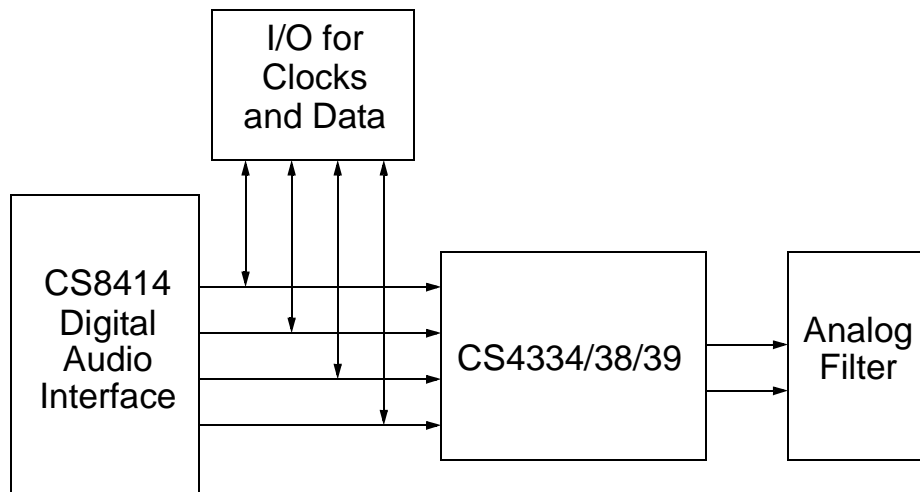 I/O for
Clocks
and Data
CS8414
Digital
Audio
Interface
CS4334/38/39
Analog
Filter